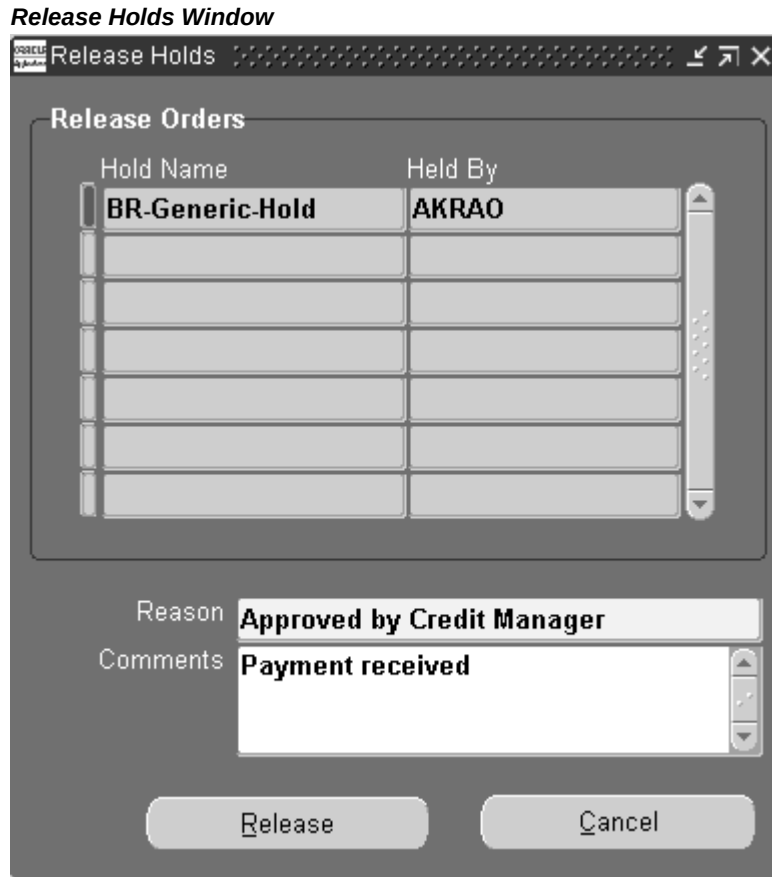 Release Holds Window
Release Holds
Release Orders
Hold Name Held By
BR-Generic-Hold AKRAO
Reason Approved by Credit Manager
Comments Payment received
Release Cancel